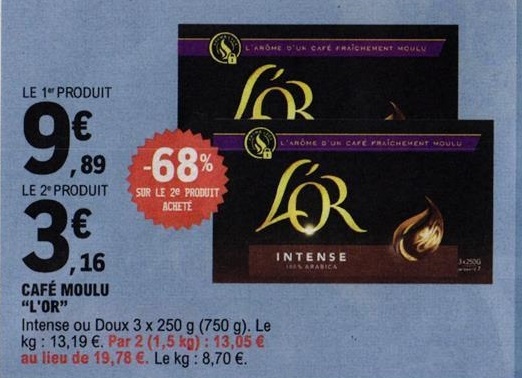 L'ARÔME D'UN CAFÉ FRAÎCHEMENT MOULU
L'OR
LE 1er PRODUIT
9€,89
-68%
SUR LE 2e PRODUIT
ACHETÉ
LE 2e PRODUIT
3€,16
L'ARÔME D'UN CAFÉ FRAÎCHEMENT MOULU
L'OR
INTENSE
100% ARABICA
3x250G
CAFÉ MOULU
"L'OR"
Intense ou Doux 3 x 250 g (750 g). Le
kg : 13,19 €. Par 2 (1,5 kg) : 13,05 €
au lieu de 19,78 €. Le kg : 8,70 €.